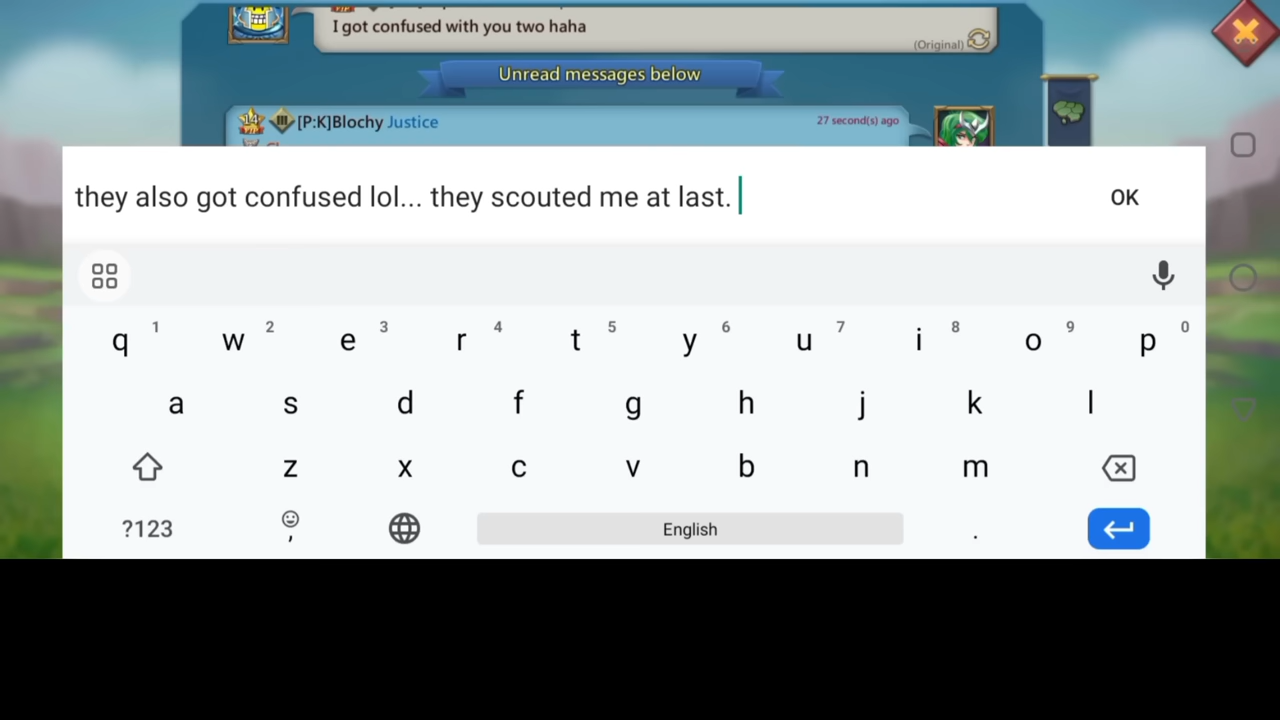 I got confused with you two haha
(Original)
Unread messages below
14
III
[P:K]Blochy Justice
27 second(s) ago
they also got confused lol... they scouted me at last.
OK
q 1 w 2 e 3 r 4 t 5 y 6 u 7 i 8 o 9 p 0
a s d f g h j k l
z x c v b n m
?123 , English .